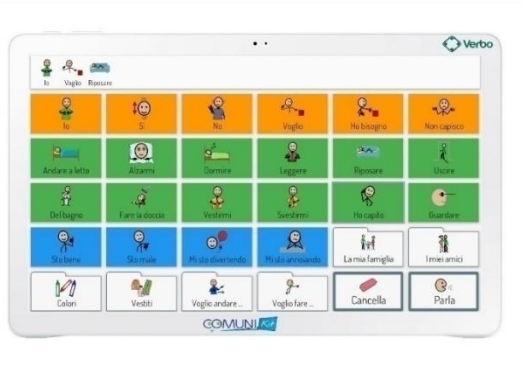 Verbo
Io Voglio Riposare
Io Si No Voglio Ho bisogno Non capisco
Andare a letto Alzarmi Dormire Leggere Riposare Uscire
Del bagno Fare la doccia Vestirmi Svestirmi Ho capito Guardare
Sto bene Sto male Mi sto divertendo Mi sto annoiando La mia famiglia I miei amici
Colori Vestiti Voglio andare ... Voglio fare ... Cancella Parla
COMUNIKit